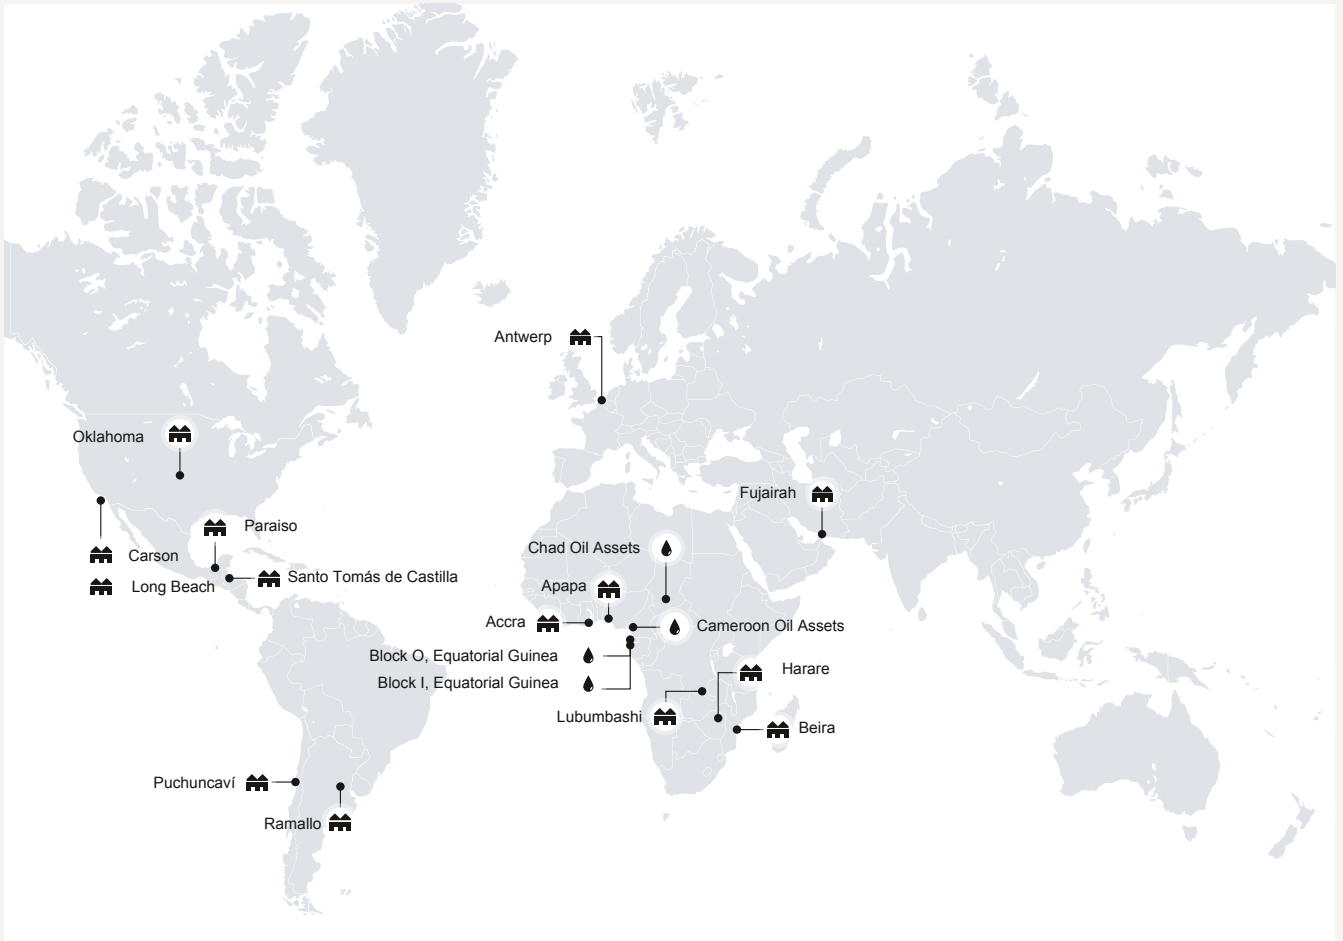 Antwerp
Oklahoma
Fujairah
Paraiso
Carson
Chad Oil Assets
Long Beach
Santo Tomás de Castilla
Apapa
Accra
Cameroon Oil Assets
Block O, Equatorial Guinea
Harare
Block I, Equatorial Guinea
Lubumbashi
Beira
Puchuncaví
Ramallo